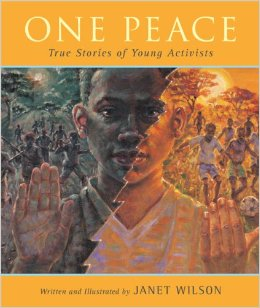 ONE PEACE
True Stories of Young Activists
Written and Illustrated by JANET WILSON